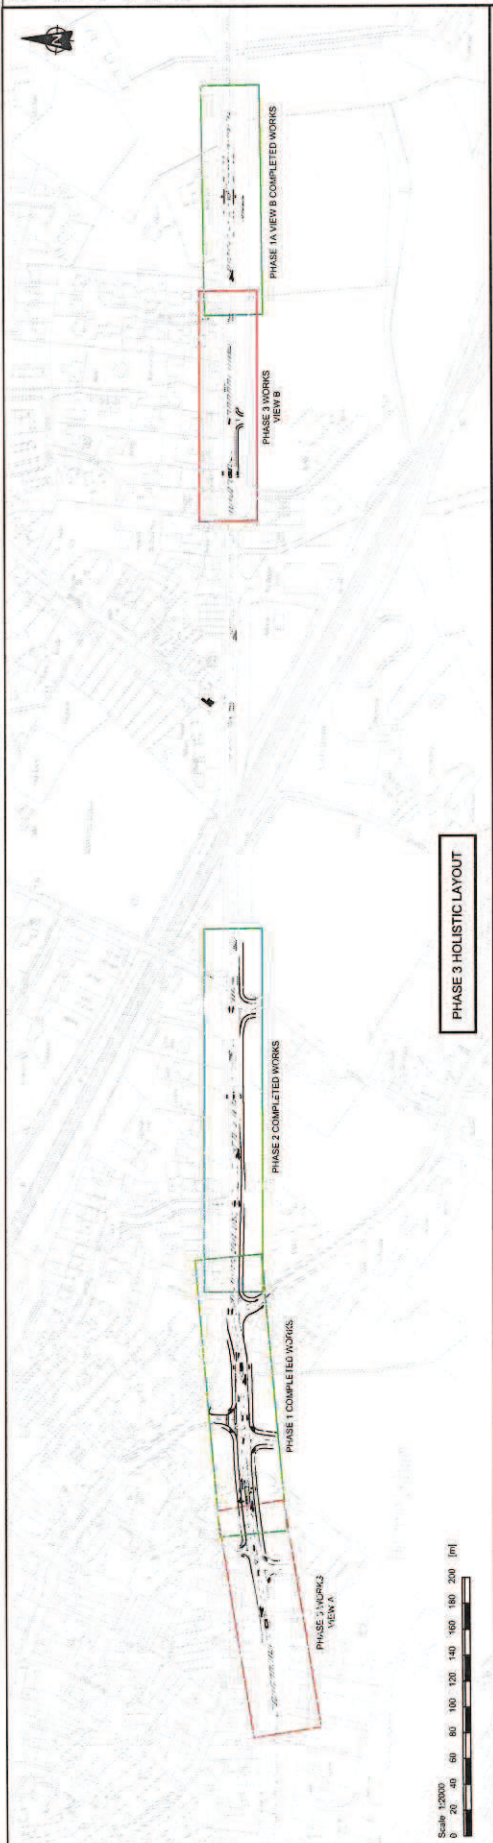 N
PHASE 1A VIEW B COMPLETED WORKS
PHASE 3 WORKS
VIEW B
PHASE 2 COMPLETED WORKS
PHASE 1 COMPLETED WORKS
PHASE 3 WORKS
VIEW A
PHASE 3 HOLISTIC LAYOUT
Scale 1:2000
0 20 40 60 80 100 120 140 160 180 200 [m]